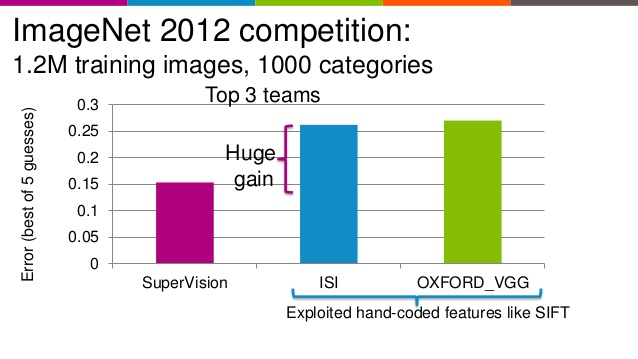 ImageNet 2012 competition:
1.2M training images, 1000 categories
Top 3 teams
Error (best of 5 guesses)
0.3
0.25
0.2
0.15
0.1
0.05
0
Huge
gain
SuperVision
ISI
OXFORD_VGG
Exploited hand-coded features like SIFT